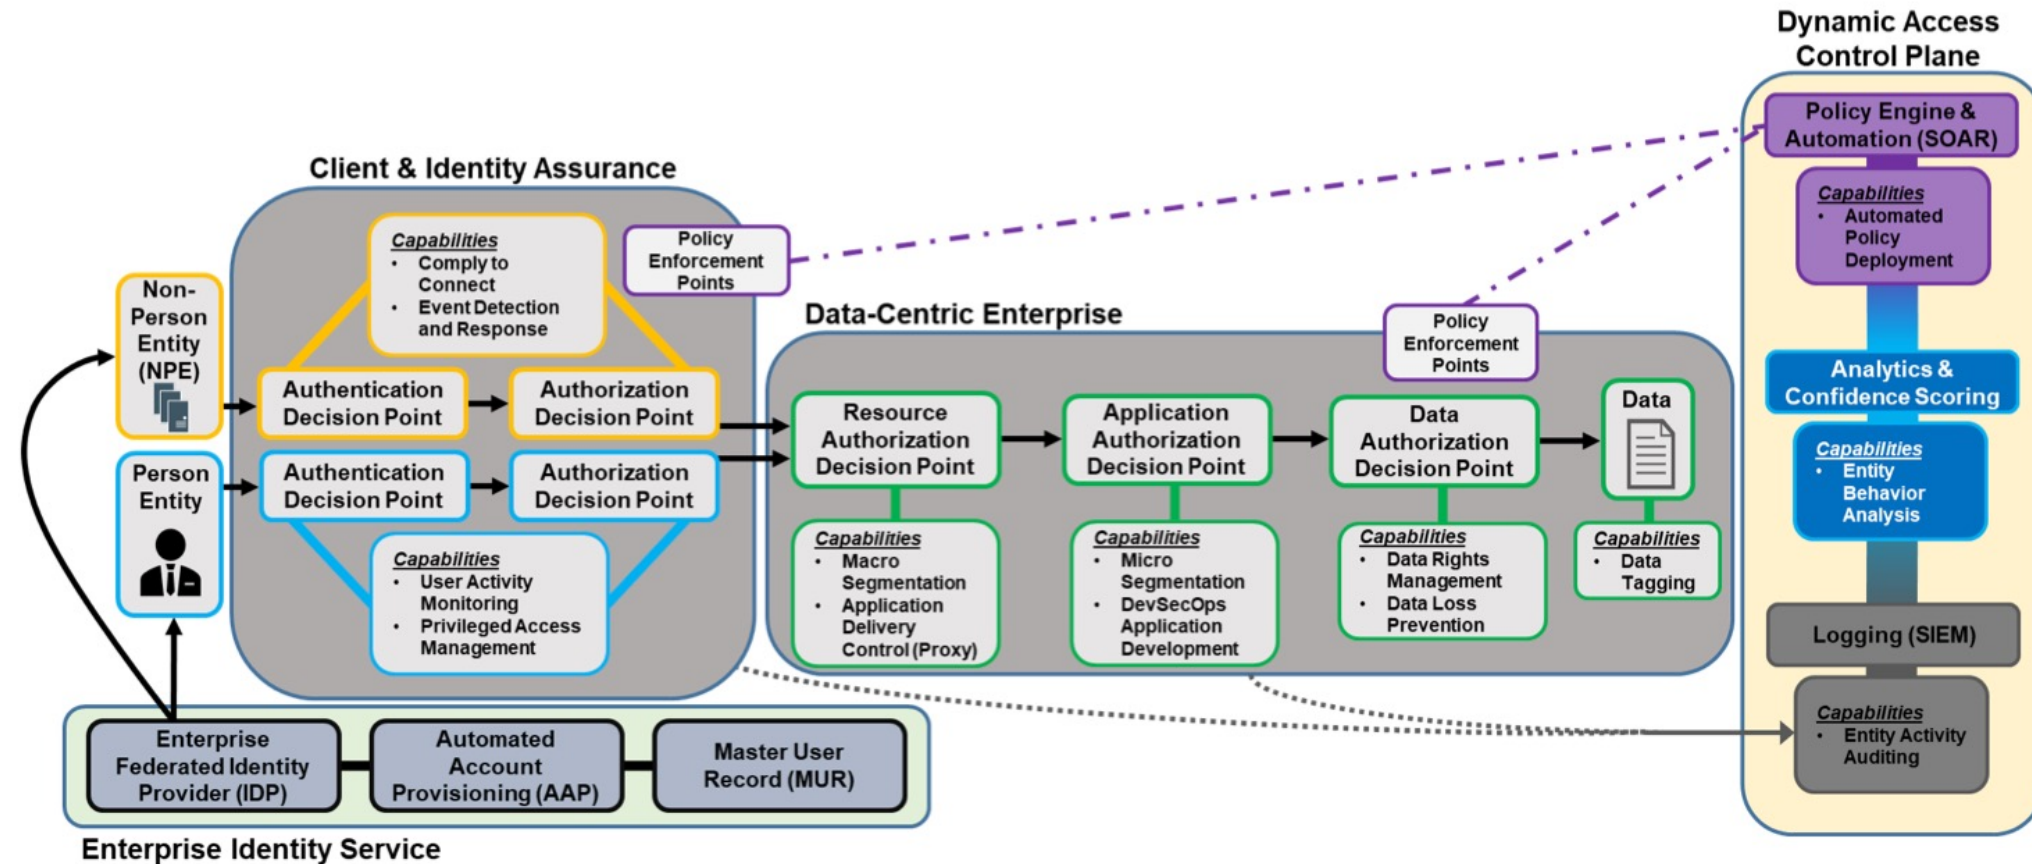 Dynamic Access
Control Plane
Policy Engine &
Automation (SOAR)
Capabilities
• Automated
Policy
Deployment
Analytics &
Confidence Scoring
Capabilities
• Entity
Behavior
Analysis
Logging (SIEM)
Capabilities
• Entity Activity
Auditing
Client & Identity Assurance
Capabilities
• Comply to
Connect
• Event Detection
and Response
Policy
Enforcement
Points
Non-
Person
Entity
(NPE)
Authentication
Decision Point
Authorization
Decision Point
Person
Entity
Authentication
Decision Point
Authorization
Decision Point
Capabilities
• User Activity
Monitoring
• Privileged Access
Management
Data-Centric Enterprise
Policy
Enforcement
Points
Resource
Authorization
Decision Point
Application
Authorization
Decision Point
Data
Authorization
Decision Point
Data
Capabilities
• Macro
Segmentation
• Application
Delivery
Control (Proxy)
Capabilities
• Micro
Segmentation
• DevSecOps
Application
Development
Capabilities
• Data Rights
Management
• Data Loss
Prevention
Capabilities
• Data
Tagging
Enterprise
Federated Identity
Provider (IDP)
Automated
Account
Provisioning (AAP)
Master User
Record (MUR)
Enterprise Identity Service